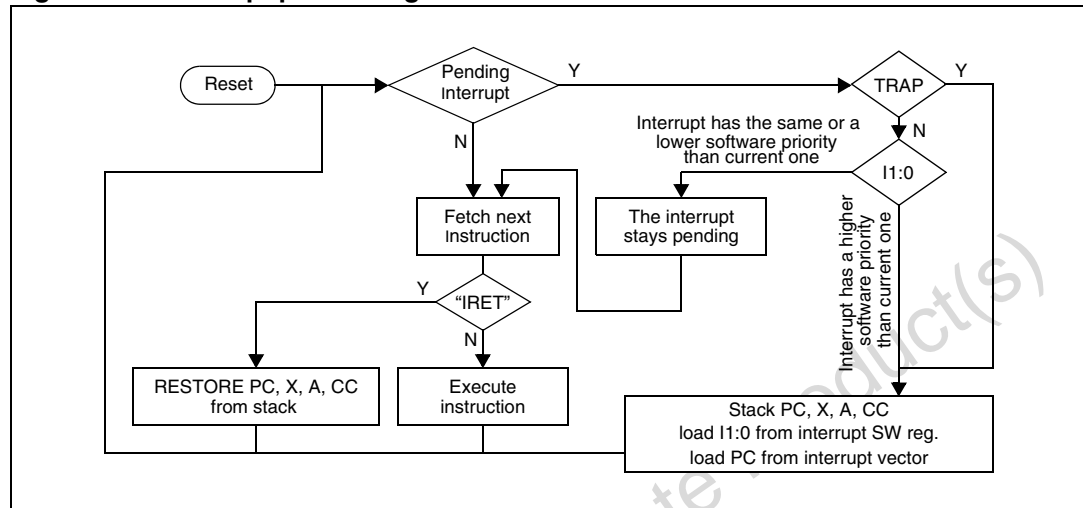 Reset
Pending
Interrupt
Y
TRAP
Y
N
N
Interrupt has the same or a
lower software priority
than current one
I1:0
Fetch next
Instruction
The interrupt
stays pending
Interrupt has a higher
software priority
than current one
Y
“IRET”
N
RESTORE PC, X, A, CC
from stack
Execute
instruction
Stack PC, X, A, CC
load I1:0 from interrupt SW reg.
load PC from interrupt vector